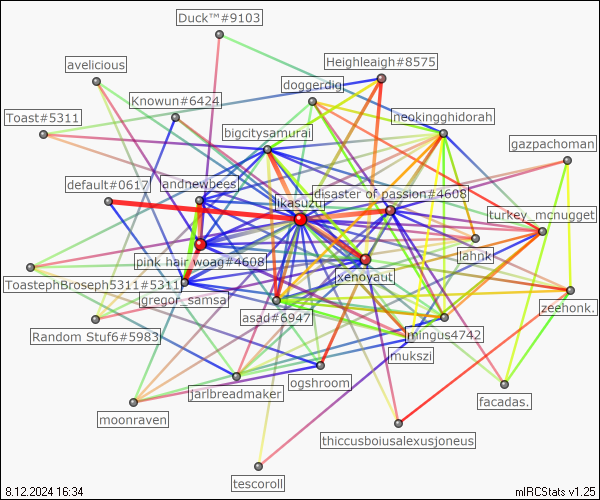 Duck™#9103
Heighleaigh#8575
avelicious
doggerdig
Knowun#6424
Toast#5311
neokingghidorah
bigcitysamurai
gazpachoman
default#0617
landnewbees
disaster of passion#4608
likasuzu
turkey_mcnugget
lahnk
pink hair woag#4608
xenoyaut
ToastephBroseph5311#5311
gregor_samsa
zeehonk.
asad#6947
Random Stuf6#5983
mingus4742
mukszi
ogshroom
jarlbreadmaker
facadas.
moonraven
thiccusboiusalexusjoneus
tescoroll
8.12.2024 16:34
mIRCStats v1.25